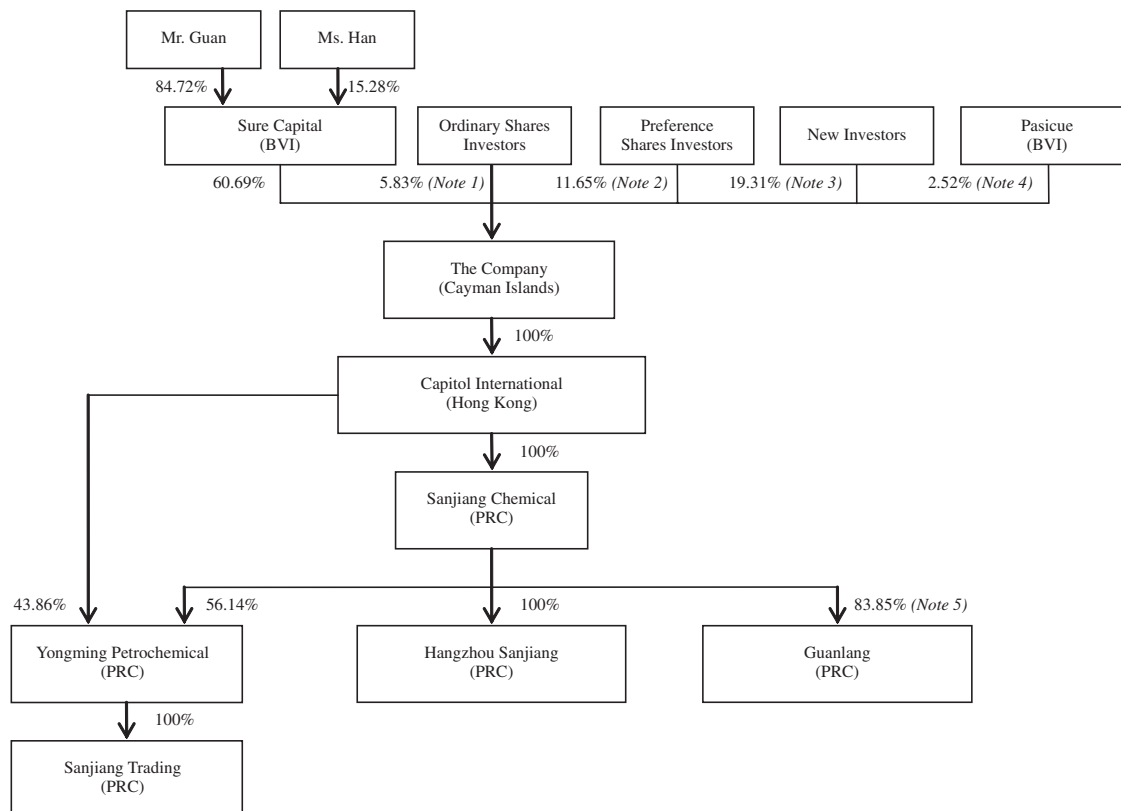 Mr. Guan
Ms. Han
84.72%
15.28%
Sure Capital
(BVI)
Ordinary Shares
Investors
Preference
Shares Investors
New Investors
Pasicue
(BVI)
60.69%
5.83% (Note 1)
11.65% (Note 2)
19.31% (Note 3)
2.52% (Note 4)
The Company
(Cayman Islands)
100%
Capitol International
(Hong Kong)
100%
Sanjiang Chemical
(PRC)
43.86%
56.14%
100%
83.85% (Note 5)
Yongming Petrochemical
(PRC)
Hangzhou Sanjiang
(PRC)
Guanlang
(PRC)
100%
Sanjiang Trading
(PRC)